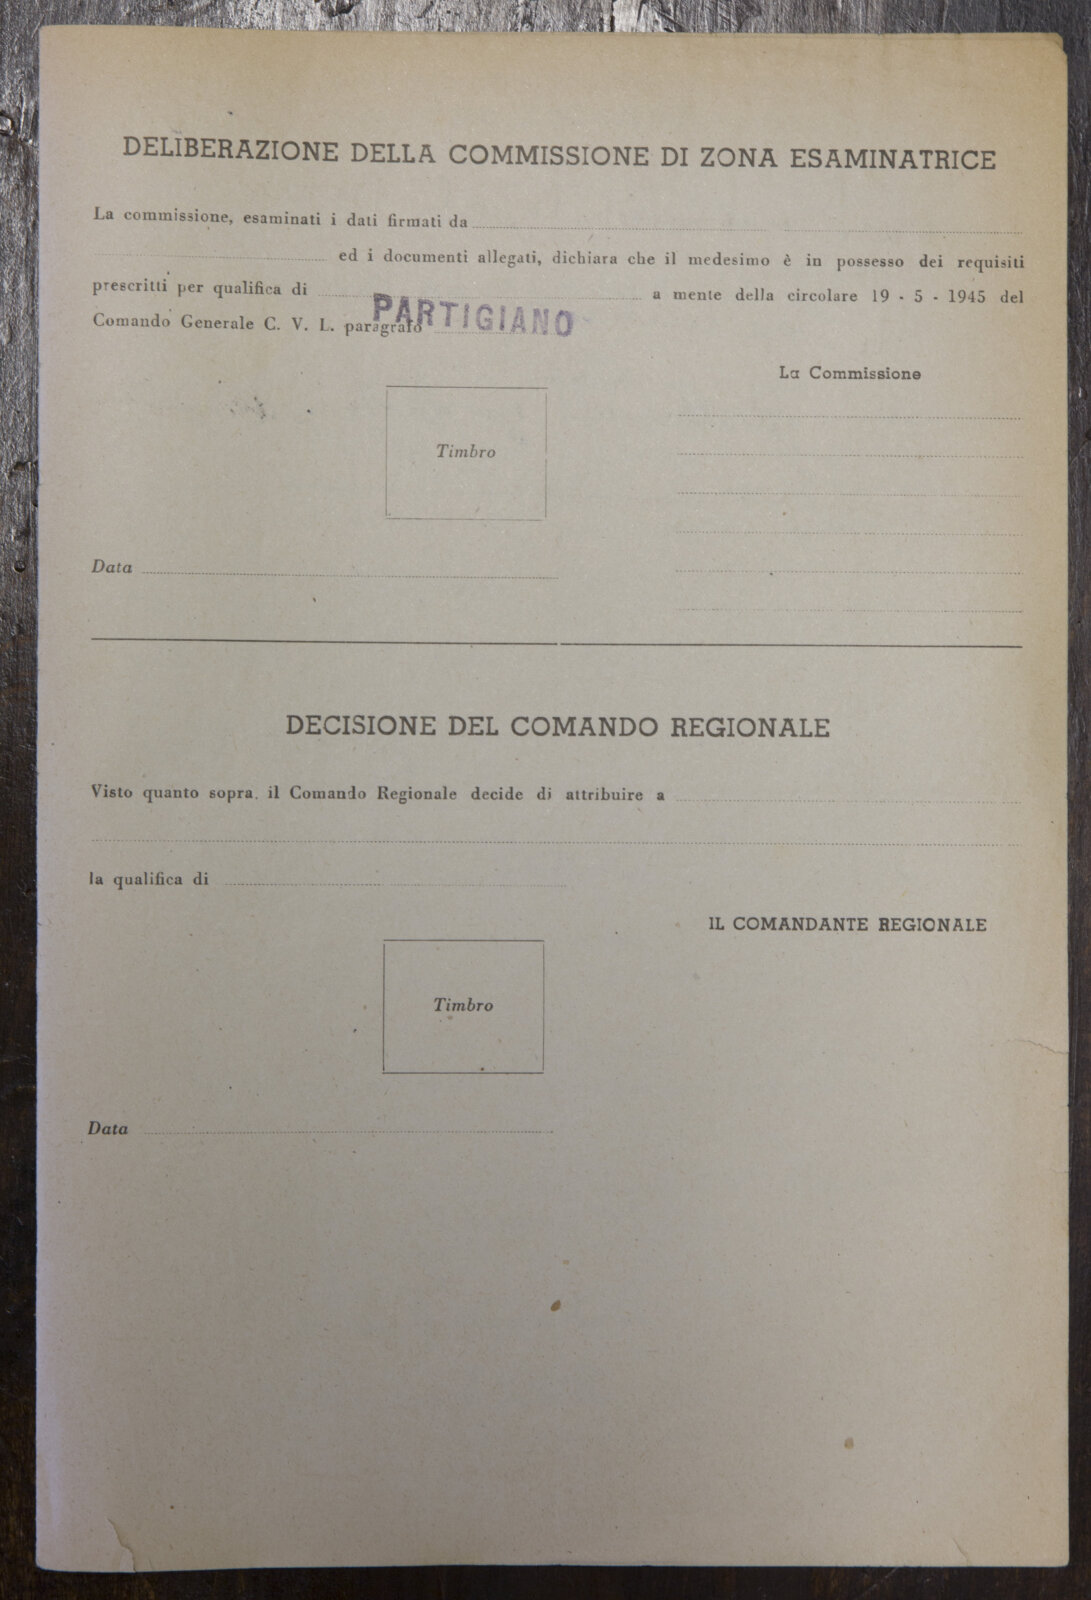 DELIBERAZIONE DELLA COMMISSIONE DI ZONA ESAMINATRICE
La commissione, esaminati i dati firmati da
ed i documenti allegati, dichiara che il medesimo è in possesso dei requisiti
prescritti per qualifica di a mente della circolare 19 - 5 - 1945 del
PARTIGIANO
Comando Generale C. V. L. paragrafo
La Commissione
Timbro
Data
DECISIONE DEL COMANDO REGIONALE
Visto quanto sopra. il Comando Regionale decide di attribuire a
la qualifica di
IL COMANDANTE REGIONALE
Timbro
Data